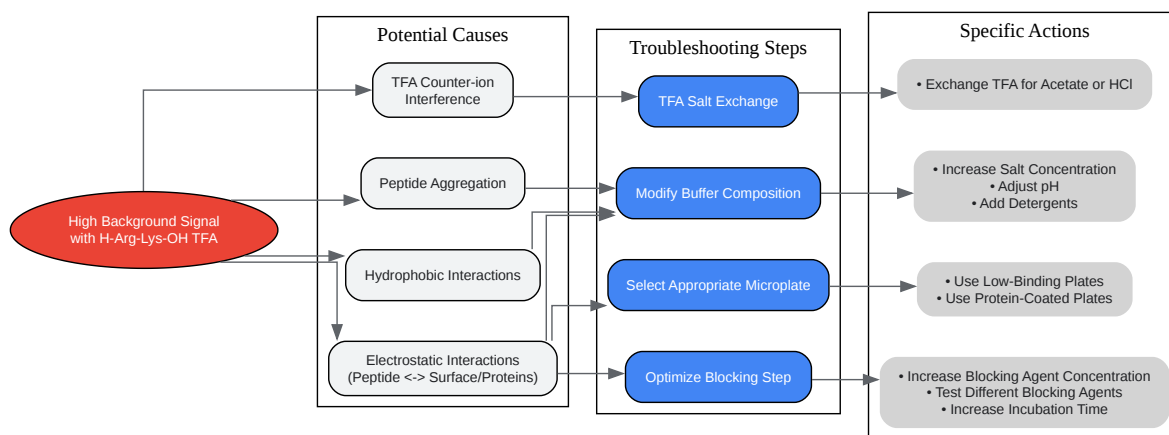 Potential Causes
Troubleshooting Steps
Specific Actions
High Background Signal
with H-Arg-Lys-OH TFA
TFA Counter-ion
Interference
Peptide Aggregation
Hydrophobic Interactions
Electrostatic Interactions
(Peptide <-> Surface/Proteins)
TFA Salt Exchange
Modify Buffer Composition
Select Appropriate Microplate
Optimize Blocking Step
• Exchange TFA for Acetate or HCl
• Increase Salt Concentration
• Adjust pH
• Add Detergents
• Use Low-Binding Plates
• Use Protein-Coated Plates
• Increase Blocking Agent Concentration
• Test Different Blocking Agents
• Increase Incubation Time